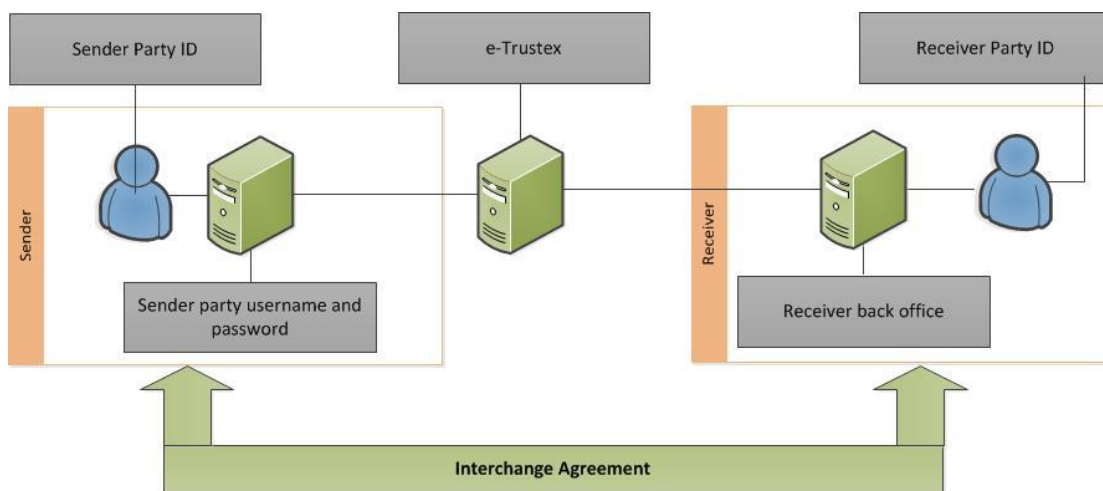 Sender Party ID
e-Trustex
Receiver Party ID
Sender
Sender party username and
password
Receiver
Receiver back office
Interchange Agreement